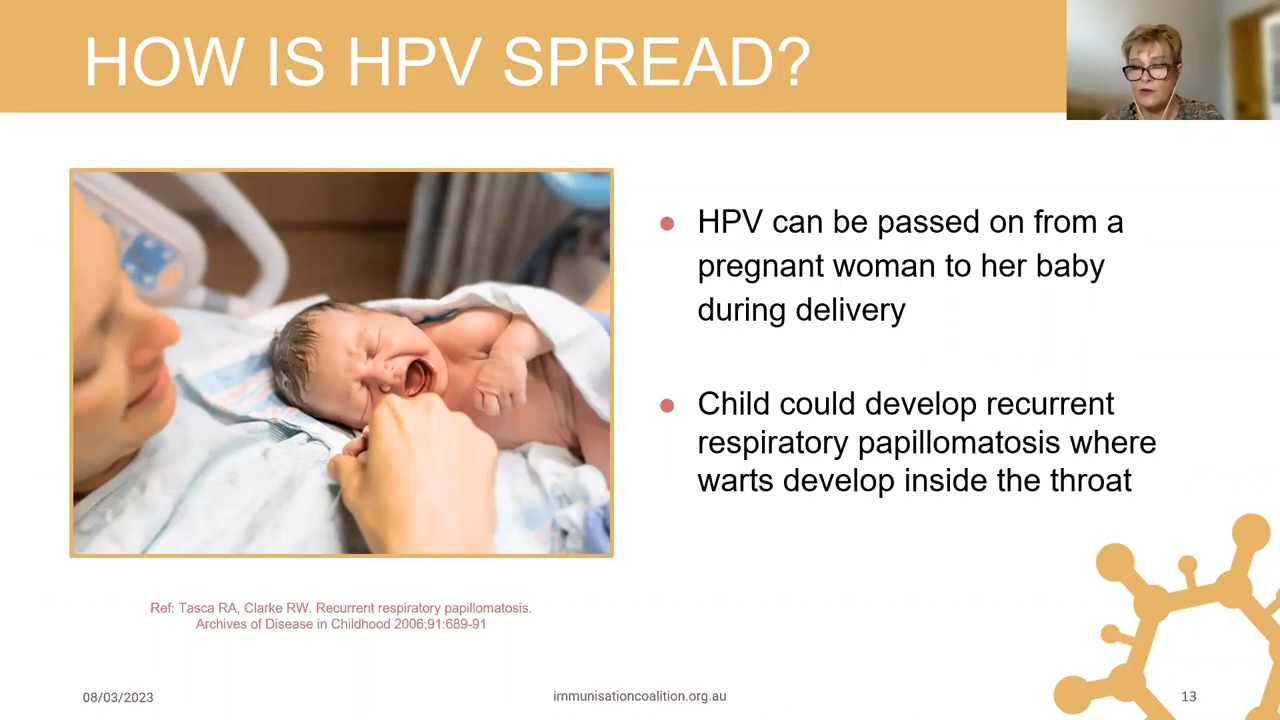 HOW IS HPV SPREAD?
HPV can be passed on from a
pregnant woman to her baby
during delivery
Child could develop recurrent
respiratory papillomatosis where
warts develop inside the throat
Ref: Tasca RA, Clarke RW. Recurrent respiratory papillomatosis.
Archives of Disease in Childhood 2006;91:689-91
08/03/2023
immunisationcoalition.org.au
13